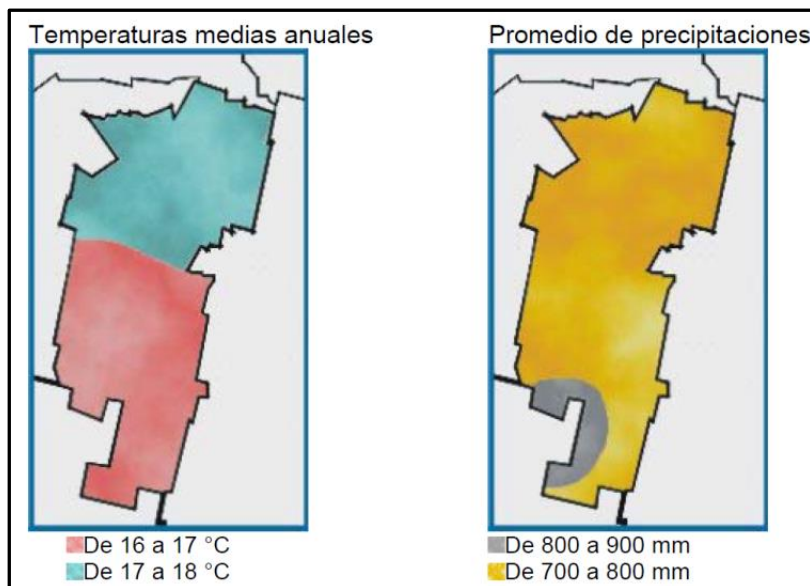 Temperaturas medias anuales
De 16 a 17 °C
De 17 a 18 °C
Promedio de precipitaciones
De 800 a 900 mm
De 700 a 800 mm